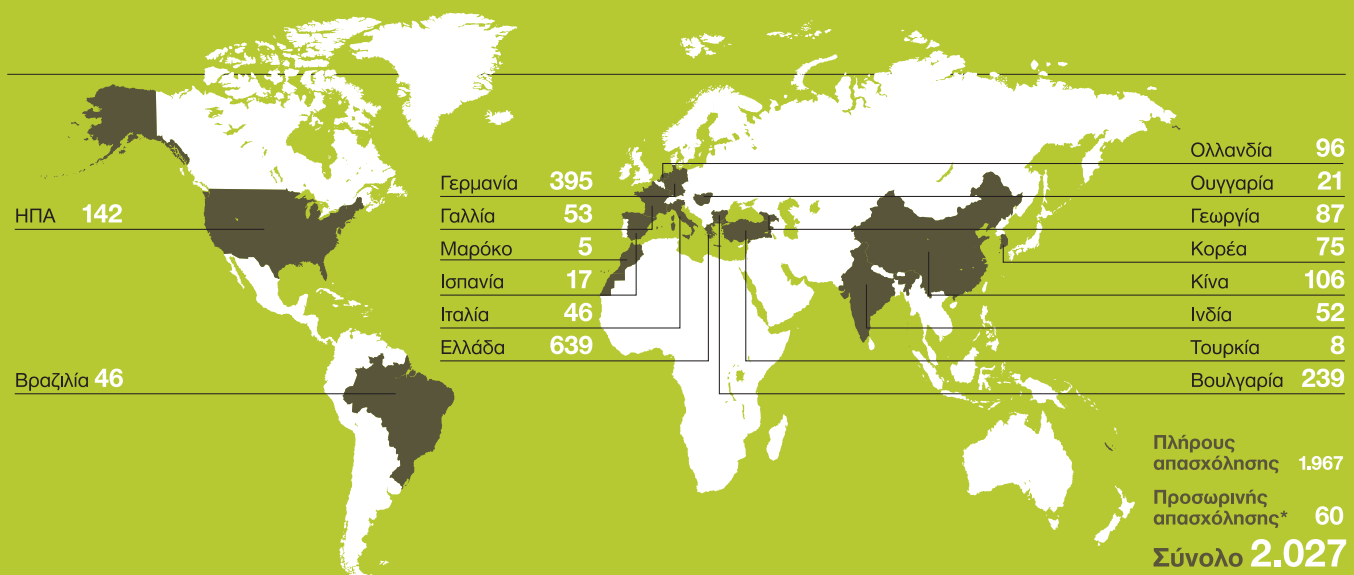 ΗΠΑ 142
Βραζιλία 46
Γερμανία 395
Γαλλία 53
Μαρόκο 5
Ισπανία 17
Ιταλία 46
Ελλάδα 639
Ολλανδία 96
Ουγγαρία 21
Γεωργία 87
Κορέα 75
Κίνα 106
Ινδία 52
Τουρκία 8
Βουλγαρία 239
Πλήρους
απασχόλησης 1.967
Προσωρινής
απασχόλησης* 60
Σύνολο 2.027